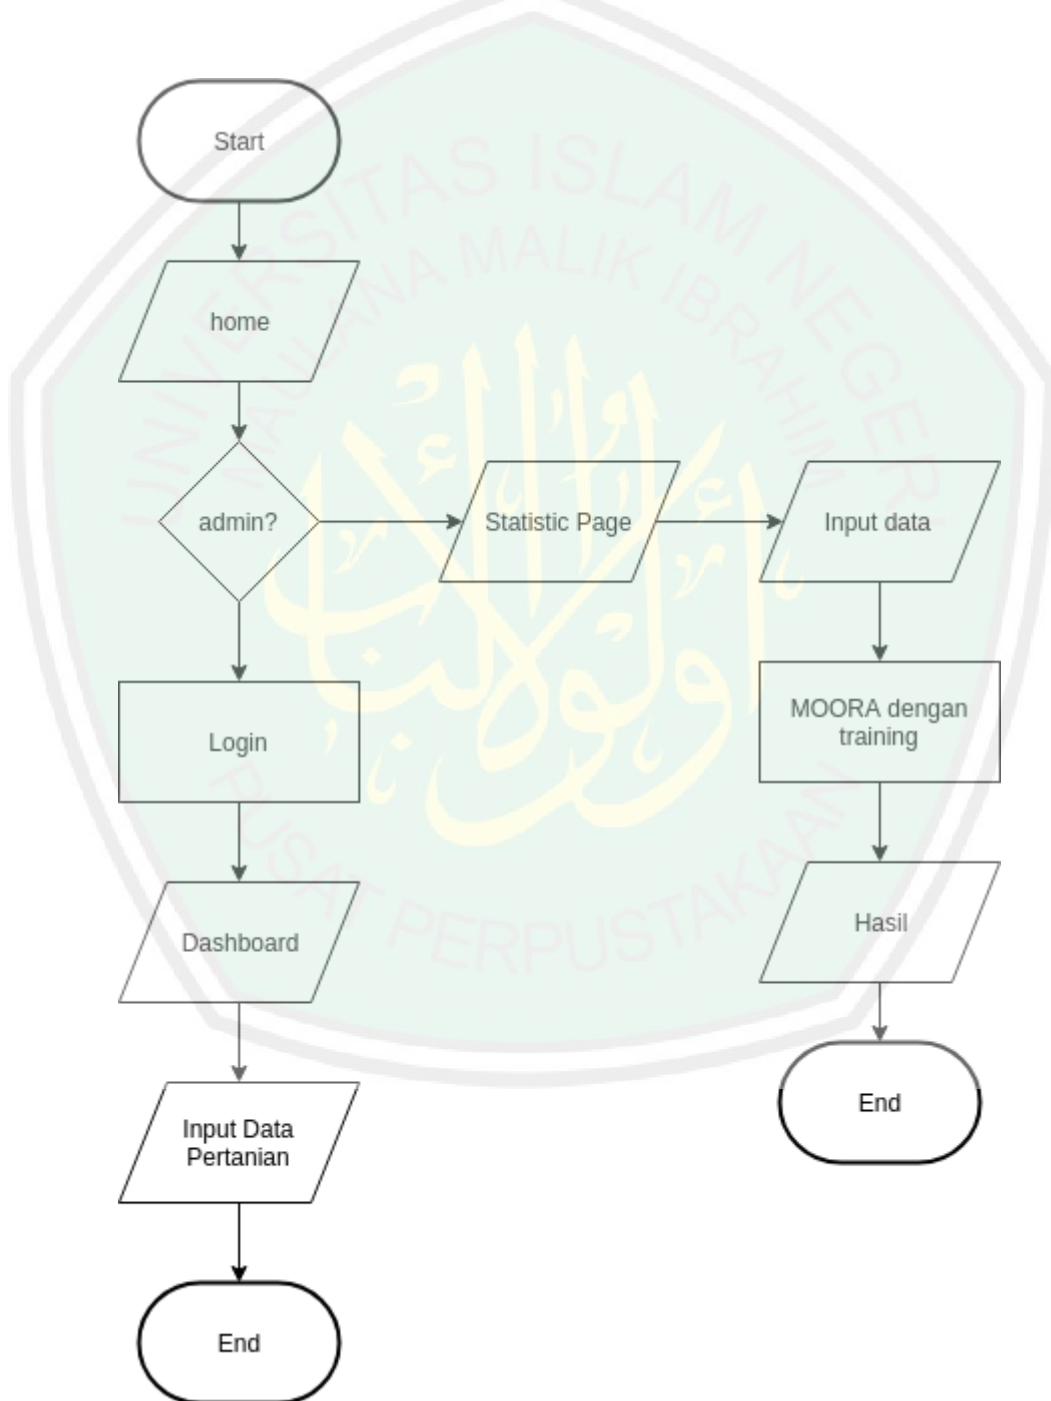 Start
home
admin?
Statistic Page
Input data
Login
MOORA dengan
training
Dashboard
Hasil
Input Data
Pertanian
End
End
UNIVERSITAS ISLAM NEGERI
MAULANA MALIK IBRAHIM
PUSAT PERPUSTAKAAN